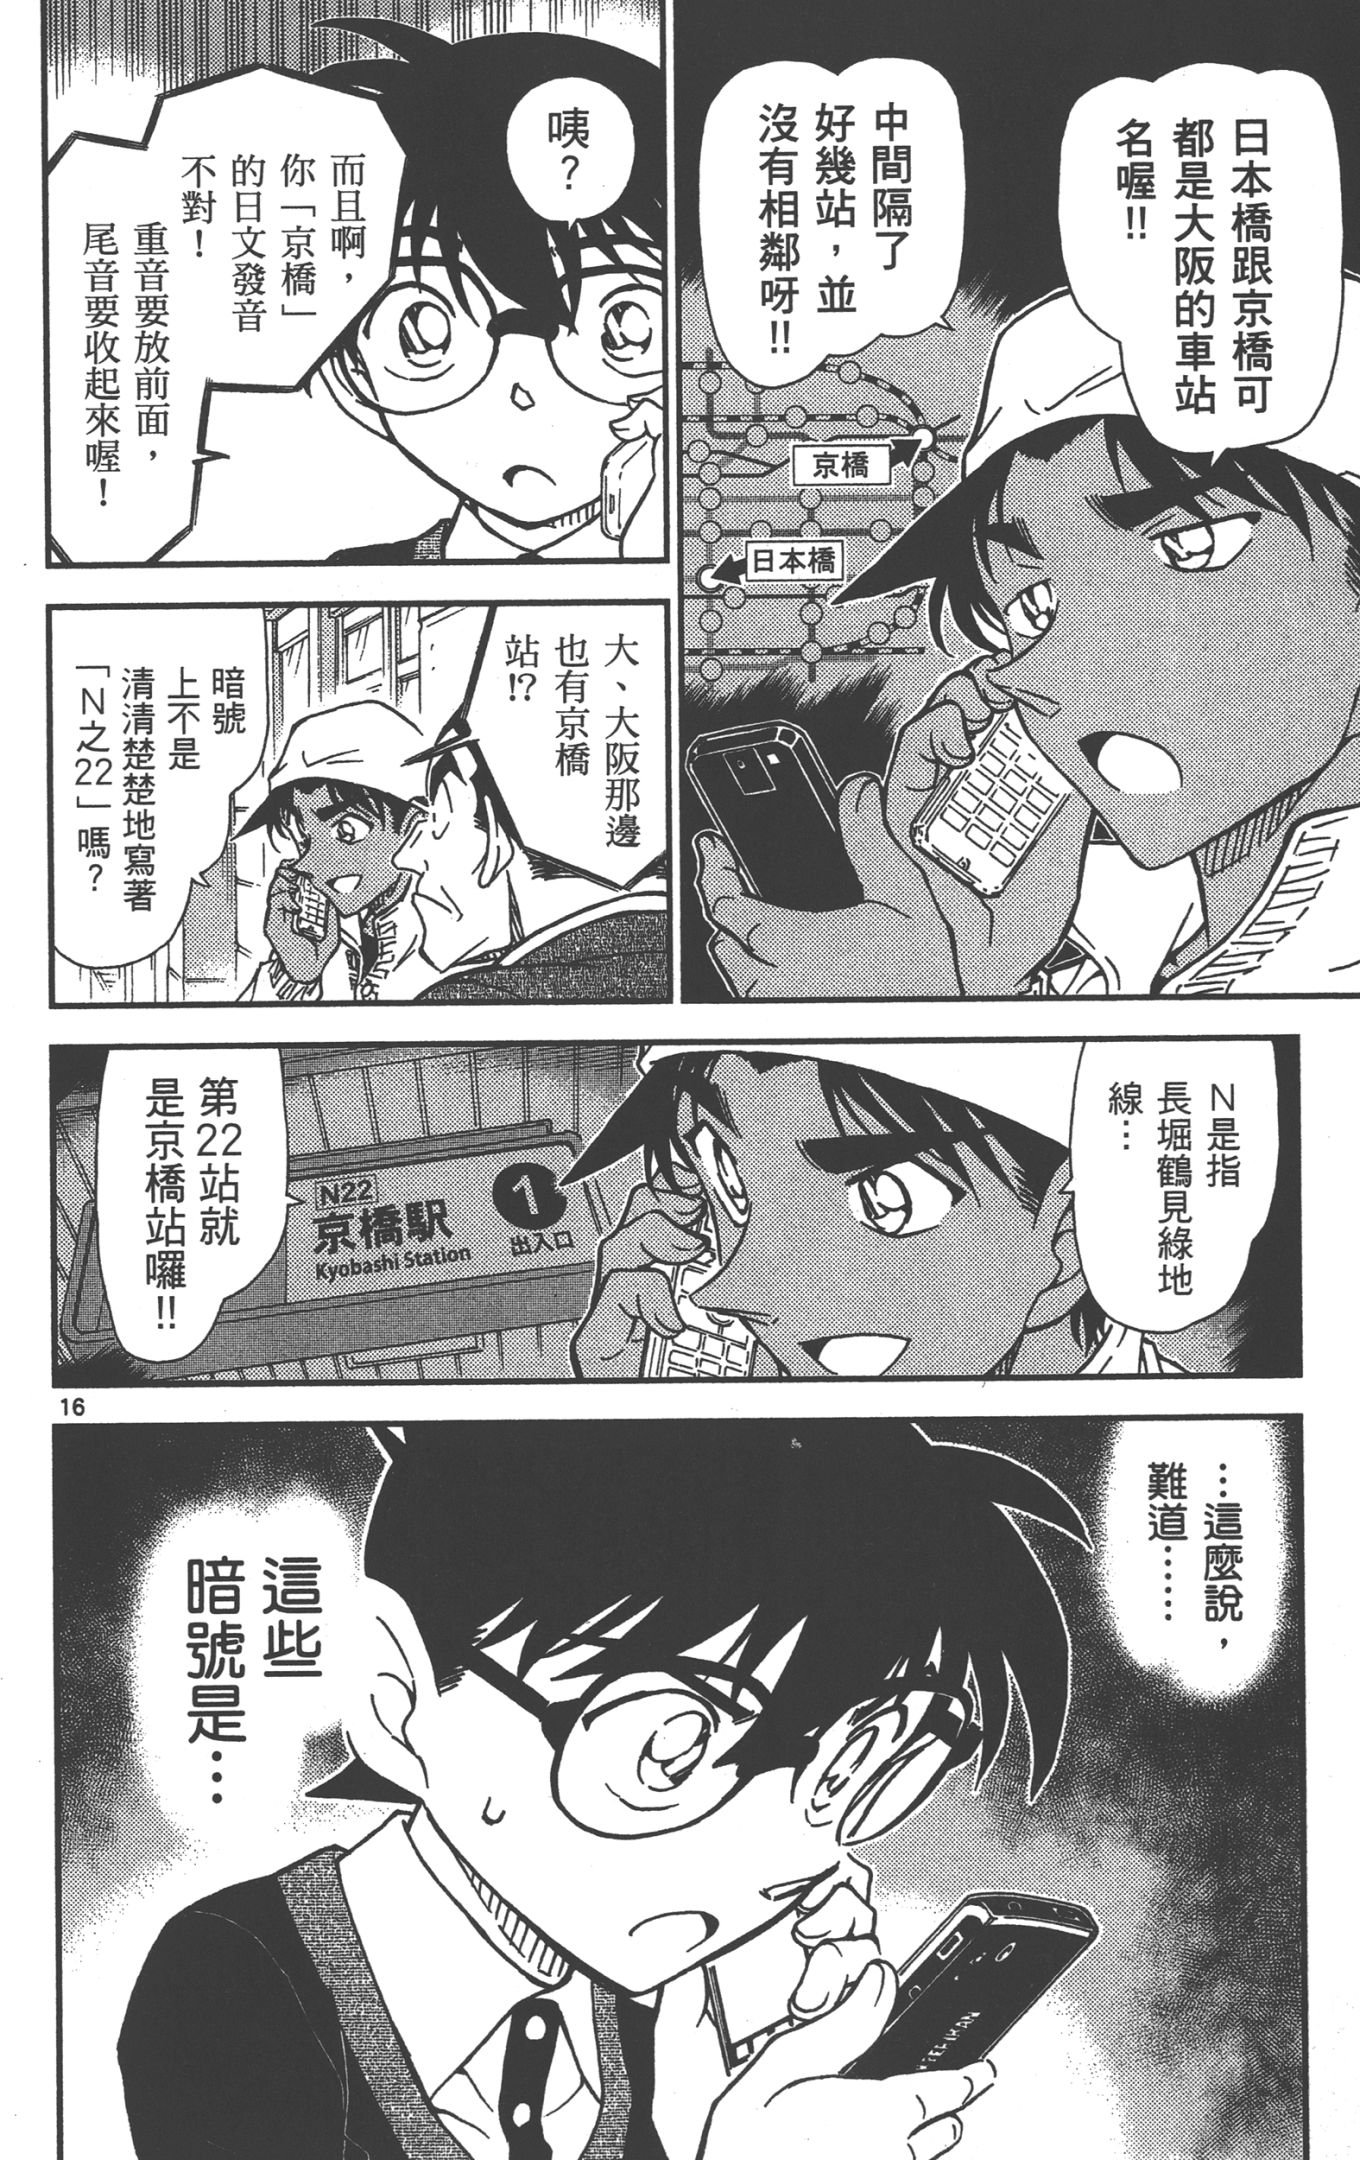 日本橋跟京橋可
都是大阪的車站
名喔!!
中間隔了
好幾站，並
沒有相鄰呀!!
京橋
日本橋
咦？
而且啊，
你「京橋」
的日文發音
不對！
重音要放前面，
尾音要收起來喔！
大、大阪那邊
也有京橋
站!?
暗號
上不是
清清楚楚地寫著
「N之22」嗎？
N是指
長堀鶴見綠地
線…
第22站就
是京橋站囉!!
N22
京橋駅
Kyobashi Station
1
出入口
16
…這麼說，
難道……
這些
暗號是…